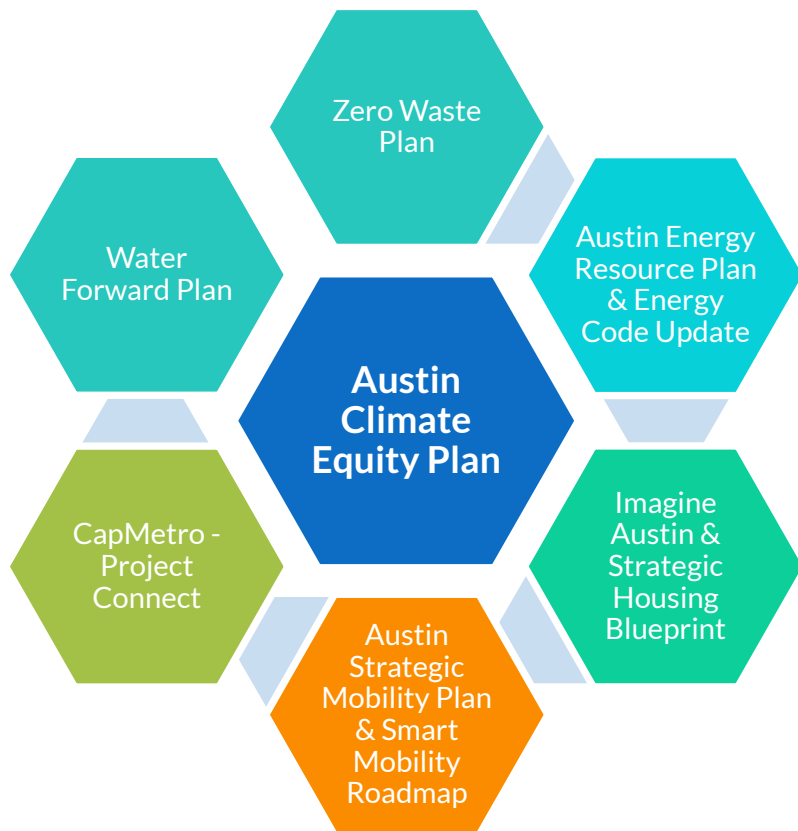 Zero Waste
Plan
Austin Energy
Resource Plan
& Energy
Code Update
Imagine
Austin &
Strategic
Housing
Blueprint
Austin
Strategic
Mobility Plan
& Smart
Mobility
Roadmap
CapMetro -
Project
Connect
Water
Forward Plan
Austin
Climate
Equity Plan